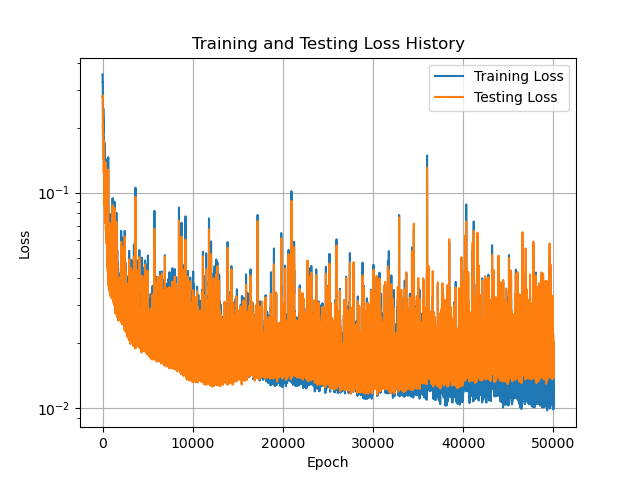 Training and Testing Loss History
Training Loss
Testing Loss
Loss
10⁻¹
10⁻²
0
10000
20000
30000
40000
50000
Epoch